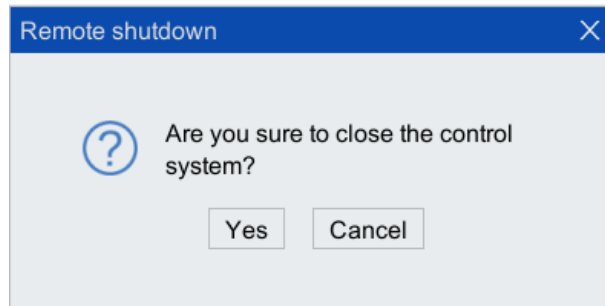 Remote shutdown
Are you sure to close the control
system?
Yes
Cancel